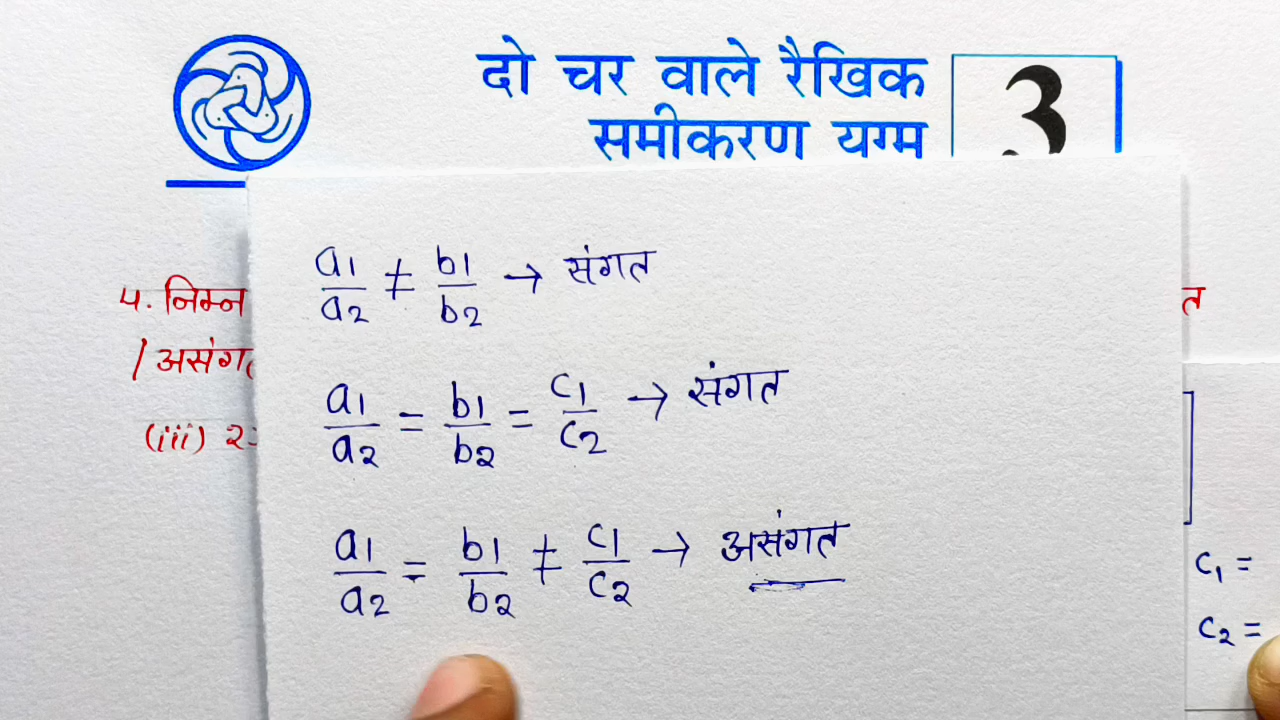 दो चर वाले रैखिक
समीकरण युग्म
3
a1/a2 ≠ b1/b2 → संगत
4. निम्न
त
/असंगत
a1/a2 = b1/b2 = c1/c2 → संगत
(iii) 2
a1/a2 = b1/b2 ≠ c1/c2 → असंगत
c₁ =
c₂ =